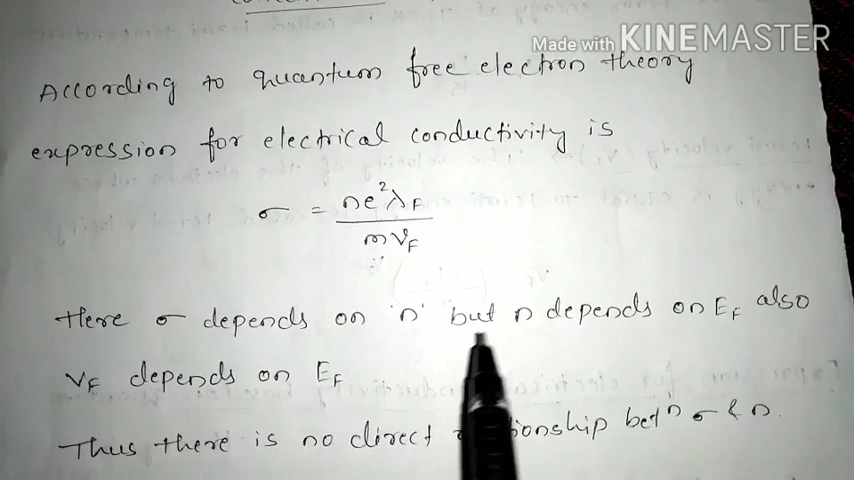 Made with KINEMASTER
According to quantum free electron theory
expression for electrical conductivity is
σ = ne²λF / mvF
Here σ depends on 'n' but n depends on EF also
VF depends on EF
Thus there is no direct betⁿ σ & n.